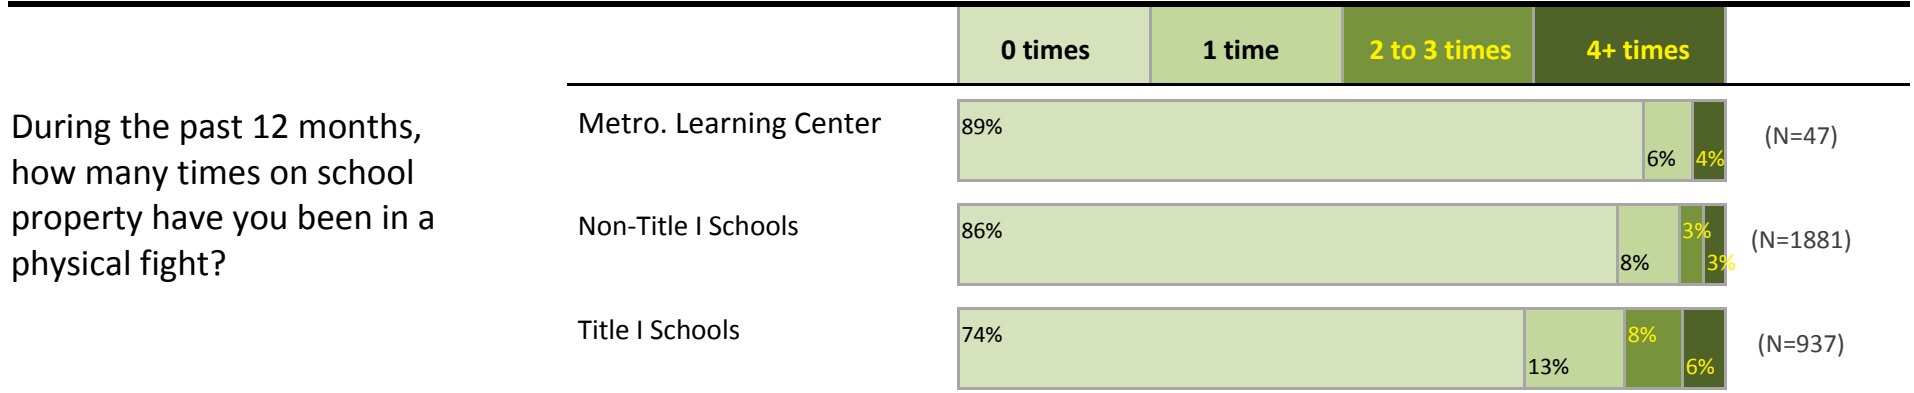 0 times 1 time 2 to 3 times 4+ times
During the past 12 months,
how many times on school
property have you been in a
physical fight?
Metro. Learning Center 89% 6% 4% (N=47)
Non-Title I Schools 86% 8% 3% 3% (N=1881)
Title I Schools 74% 13% 8% 6% (N=937)